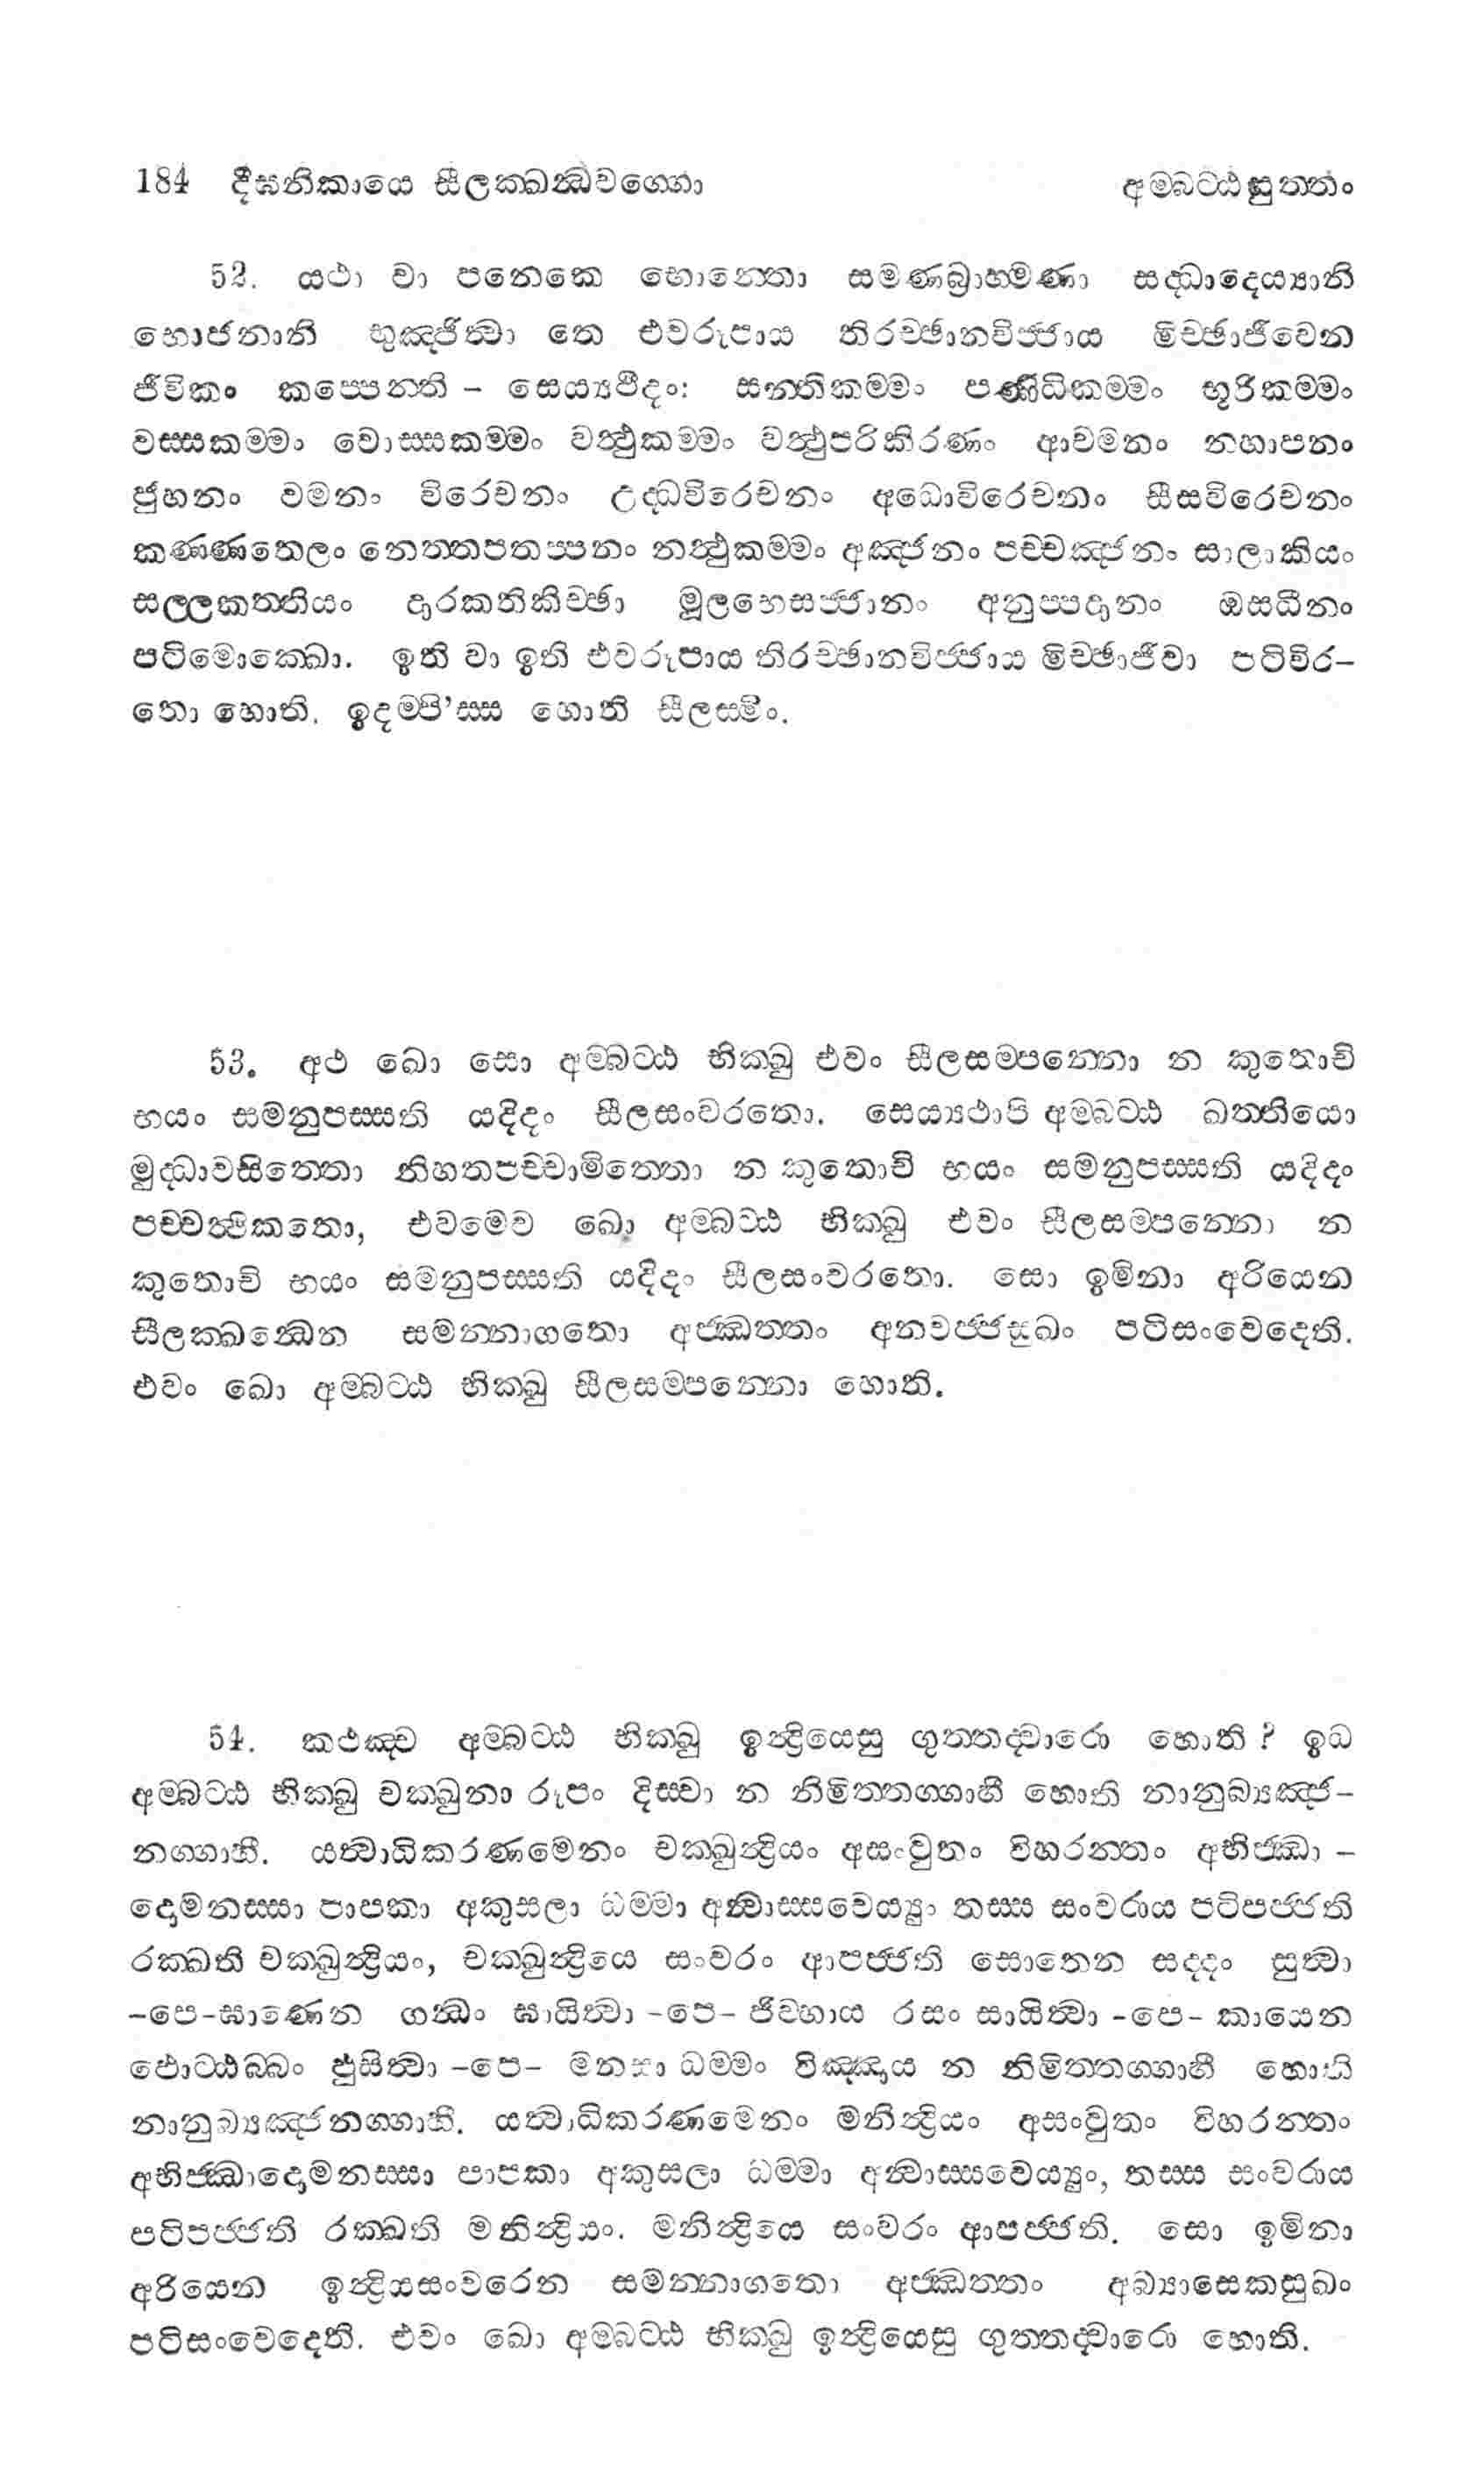 184 දීඝනිකායෙ සීලක්ඛන්ධවග්ගො අම්බට්ඨසුත්තං
52. යථා වා පනෙකෙ භොන්තො සමණබ්‍රාහ්මණා සද්ධාදෙය්‍යානි
භොජනානි භුඤ්ජිත්‍වා තෙ එවරූපාය තිරච්ඡානවිජ්ජාය මිච්ඡාජීවෙන
ජීවිකං කප්පෙන්ති - සෙය්‍යථීදං: සන්තිකම්මං පණිධිකම්මං භූරිකම්මං
වස්සකම්මං වොස්සකම්මං වත්‍ථුකම්මං වත්‍ථුපරිකිරණං ආචමනං නහාපනං
ජුහනං වමනං විරෙචනං උද්ධවිරෙචනං අධොවිරෙචනං සීසවිරෙචනං
කණ්ණතෙලං නෙත්තපතප්පනං නත්‍ථුකම්මං අඤ්ජනං පච්චඤ්ජනං සාලාකියං
සල්ලකත්තියං දාරකතිකිච්ඡා මූලභෙසජ්ජානං අනුප්පදානං ඔසධීනං
පටිමොක්ඛො. ඉති වා ඉති එවරූපාය තිරච්ඡානවිජ්ජාය මිච්ඡාජීවා පටිවිර-
තො හොති. ඉදම්පි’ස්ස හොති සීලස්මිං.
53. අථ ඛො සො අම්බට්ඨ භික්ඛු එවං සීලසම්පන්නො න කුතොචි
භයං සමනුපස්සති යදිදං සීලසංවරතො. සෙය්‍යථාපි අම්බට්ඨ ඛත්තියො
මුද්ධාවසිත්තො නිහතපච්චාමිත්තො න කුතොචි භයං සමනුපස්සති යදිදං
පච්චත්‍ථිකතො, එවමෙව ඛො අම්බට්ඨ භික්ඛු එවං සීලසම්පන්නො න
කුතොචි භයං සමනුපස්සති යදිදං සීලසංවරතො. සො ඉමිනා අරියෙන
සීලක්ඛන්ධෙන සමන්නාගතො අජ්ඣත්තං අනවජ්ජසුඛං පටිසංවෙදෙති.
එවං ඛො අම්බට්ඨ භික්ඛු සීලසම්පන්නො හොති.
54. කථඤ්ච අම්බට්ඨ භික්ඛු ඉන්‍ද්‍රියෙසු ගුත්තද්වාරො හොති ? ඉධ
අම්බට්ඨ භික්ඛු චක්ඛුනා රූපං දිස්වා න නිමිත්තග්ගාහී හොති නානුබ්‍යඤ්ජ-
නග්ගාහී. යත්‍වාධිකරණමෙනං චක්ඛුන්‍ද්‍රියං අසංවුතං විහරන්තං අභිජ්ඣා -
දොමනස්සා පාපකා අකුසලා ධම්මා අන්‍වාස්සවෙය්‍යුං තස්ස සංවරාය පටිපජ්ජති
රක්ඛති චක්ඛුන්‍ද්‍රියං, චක්ඛුන්‍ද්‍රියෙ සංවරං ආපජ්ජති සොතෙන සද්දං සුත්‍වා
-පෙ-ඝාණෙන ගන්‍ධං ඝායිත්‍වා -පෙ- ජිව්හාය රසං සායිත්‍වා -පෙ- කායෙන
ඵොට්ඨබ්බං ඵුසිත්‍වා -පෙ- මනසා ධම්මං විඤ්ඤාය න නිමිත්තග්ගාහී හොති
නානුබ්‍යඤ්ජනග්ගාහී. යත්‍වාධිකරණමෙනං මනින්‍ද්‍රියං අසංවුතං විහරන්තං
අභිජ්ඣාදොමනස්සා පාපකා අකුසලා ධම්මා අන්‍වාස්සවෙය්‍යුං, තස්ස සංවරාය
පටිපජ්ජති රක්ඛති මනින්‍ද්‍රියං. මනින්‍ද්‍රියෙ සංවරං ආපජ්ජති. සො ඉමිනා
අරියෙන ඉන්‍ද්‍රියසංවරෙන සමන්නාගතො අජ්ඣත්තං අබ්‍යාසෙකසුඛං
පටිසංවෙදෙති. එවං ඛො අම්බට්ඨ භික්ඛු ඉන්‍ද්‍රියෙසු ගුත්තද්වාරො හොති.